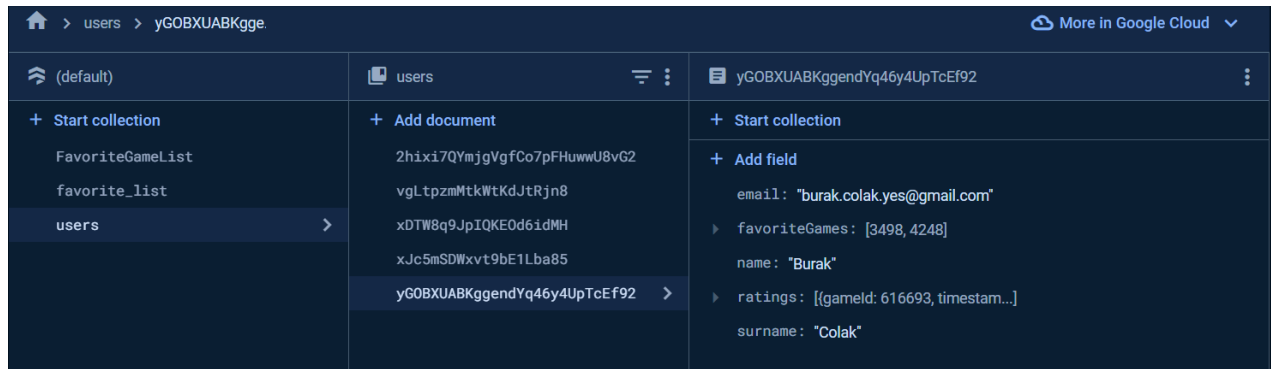 users > yGOBXUABKgge.
More in Google Cloud
(default)
users
yGOBXUABKggendYq46y4UpTcEf92
+ Start collection
+ Add document
+ Start collection
FavoriteGameList
favorite_list
users
2hixi7QYmjgVgfCo7pFHuwwU8vG2
vgLtpzmMtkWtKdJtRjn8
xDTW8q9JpIQKEOd6idMH
xJc5mSDWxvt9bE1Lba85
yGOBXUABKggendYq46y4UpTcEf92
+ Add field
email: "burak.colak.yes@gmail.com"
favoriteGames: [3498, 4248]
name: "Burak"
ratings: [{gameId: 616693, timestam...]
surname: "Colak"